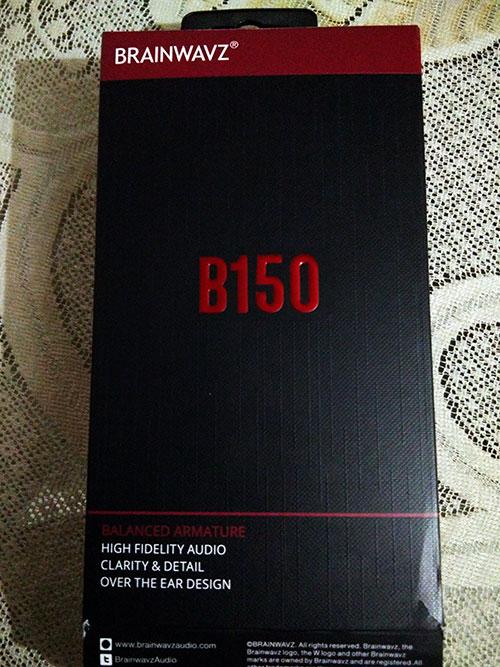 BRAINWAVZ®
B150
BALANCED ARMATURE
HIGH FIDELITY AUDIO
CLARITY & DETAIL
OVER THE EAR DESIGN
www.brainwavzaudio.com
BrainwavzAudio
©BRAINWAVZ. All rights reserved. Brainwavz, the
Brainwavz logo, the W logo and other Brainwavz
marks are owned by Brainwavz and are registered. All